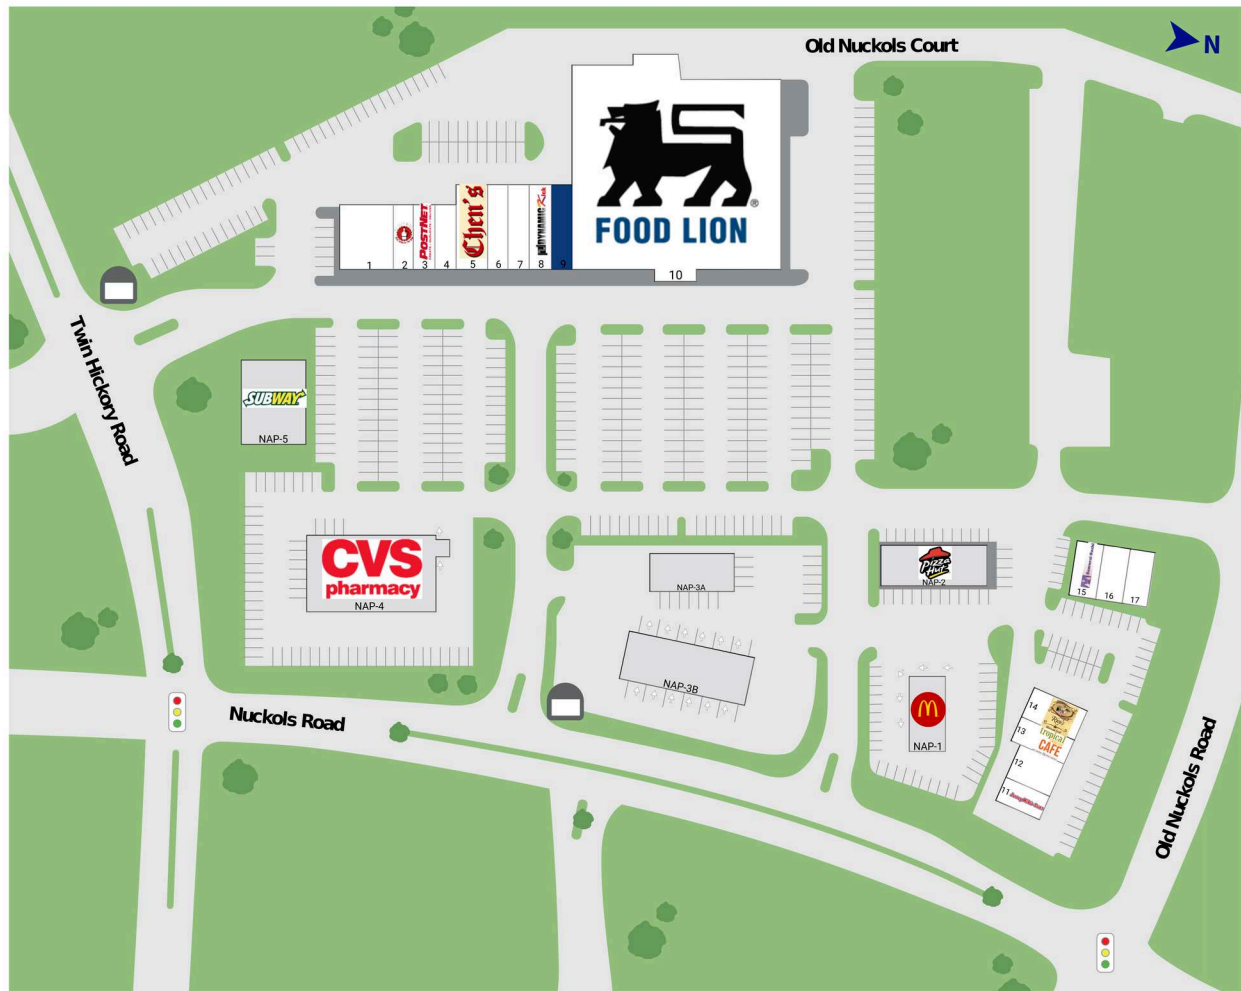 Old Nuckols Court
N
FOOD LION
®
10
1
2
POSTNET
3
4
Chen's
5
6
7
DYNAMIC Kick
8
9
Twin Hickory Road
SUBWAY
NAP-5
CVS
pharmacy
NAP-4
NAP-3A
NAP-3B
Pizza
Hut
NAP-2
15
16
17
NAP-1
14
13
tropical
CAFE
12
11
Nuckols Road
Old Nuckols Road